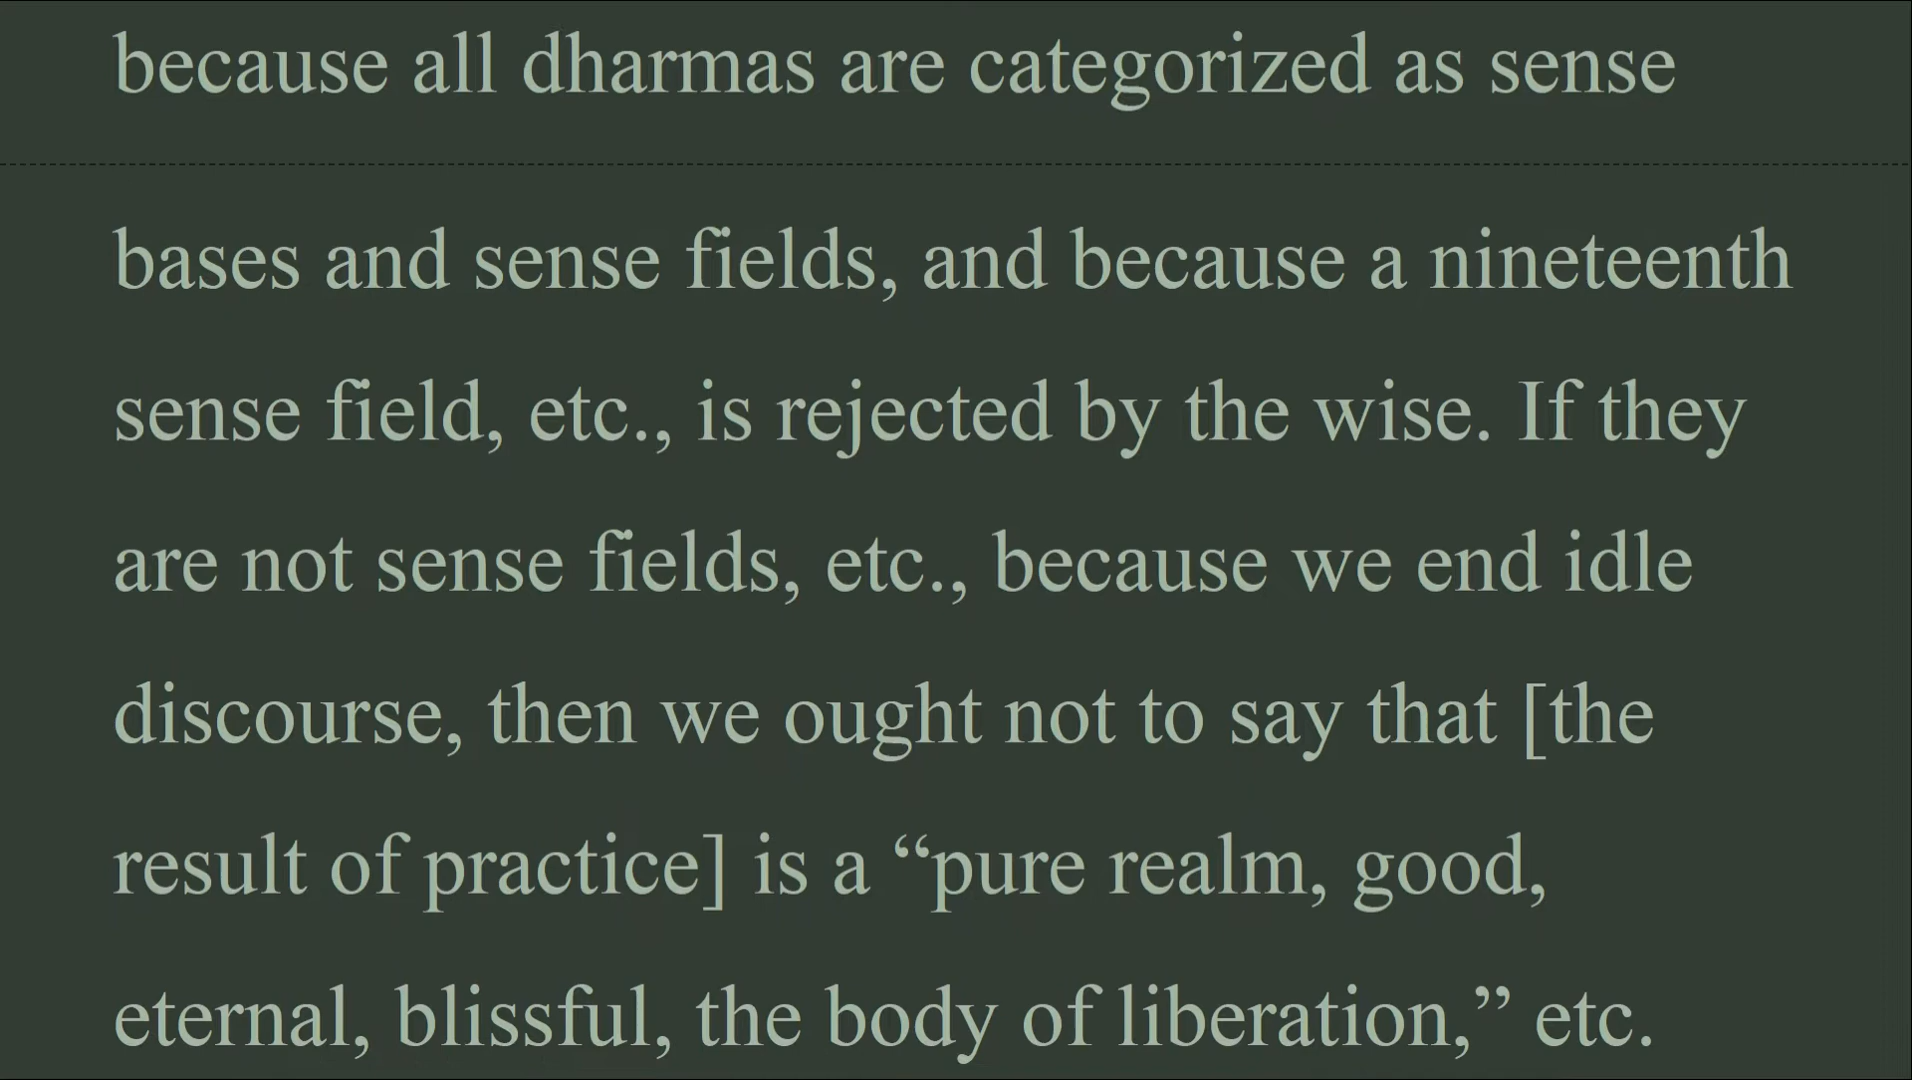 because all dharmas are categorized as sense
bases and sense fields, and because a nineteenth
sense field, etc., is rejected by the wise. If they
are not sense fields, etc., because we end idle
discourse, then we ought not to say that [the
result of practice] is a “pure realm, good,
eternal, blissful, the body of liberation,” etc.